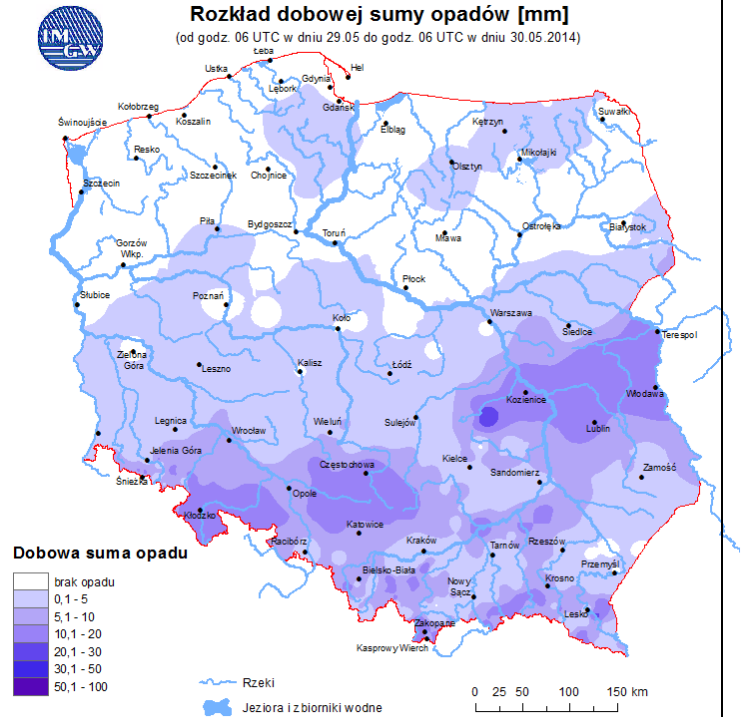 IM
GW
Rozkład dobowej sumy opadów [mm]
(od godz. 06 UTC w dniu 29.05 do godz. 06 UTC w dniu 30.05.2014)
Łeba
Hel
Ustka
Gdynia
Lębork
Gdańsk
Kołobrzeg
Koszalin
Świnoujście
Elbląg
Kętrzyn
Suwałki
Resko
Szczecinek
Chojnice
Olsztyn
Mikołajki
Szczecin
Piła
Bydgoszcz
Toruń
Mława
Ostrołęka
Białystok
Gorzów
Wlkp.
Płock
Słubice
Poznań
Koło
Warszawa
Siedlce
Terespol
Zielona
Góra
Leszno
Kalisz
Łódź
Kozienice
Włodawa
Legnica
Wrocław
Wieluń
Sulejów
Lublin
Jelenia Góra
Śnieżka
Częstochowa
Kielce
Sandomierz
Zamość
Opole
Kłodzko
Katowice
Racibórz
Kraków
Tarnów
Rzeszów
Przemyśl
Bielsko-Biała
Nowy
Sącz
Krosno
Lesko
Zakopane
Kasprowy Wierch
Dobowa suma opadu
brak opadu
0,1 - 5
5,1 - 10
10,1 - 20
20,1 - 30
30,1 - 50
50,1 - 100
Rzeki
Jeziora i zbiorniki wodne
0 25 50 100 150 km